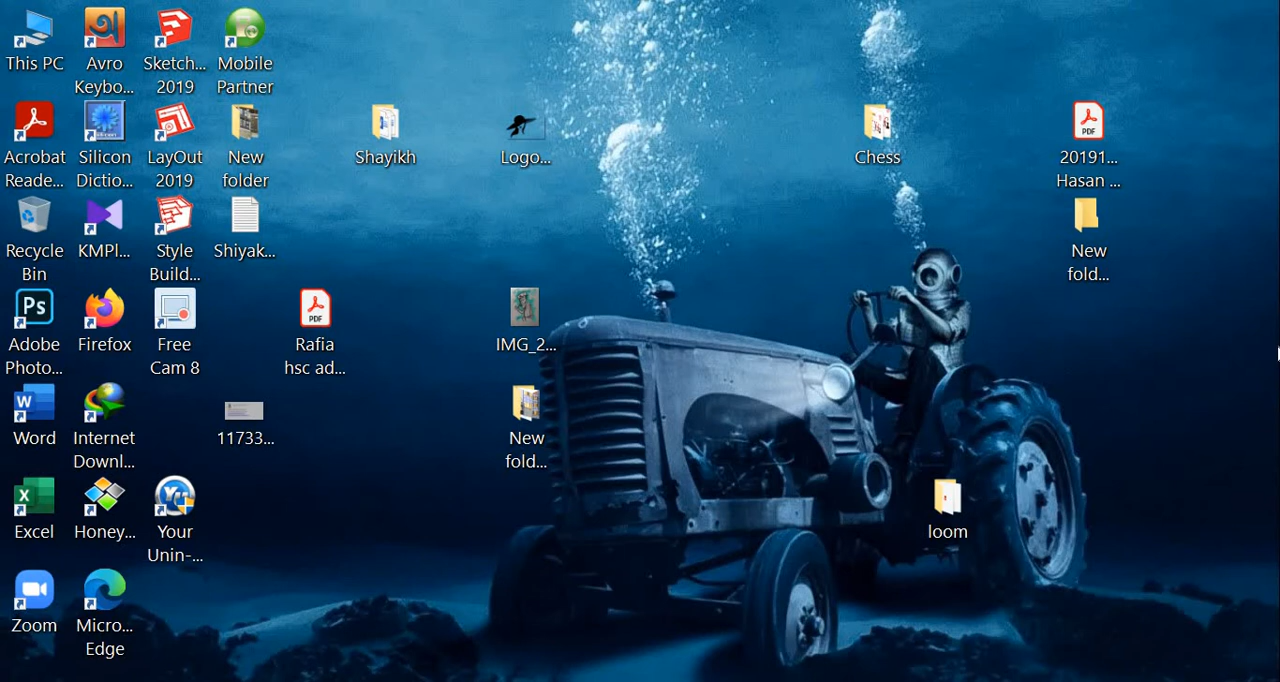 This PC
Avro
Keybo...
Sketch...
2019
Mobile
Partner
Acrobat
Reade...
Silicon
Dictio...
LayOut
2019
New
folder
Shayikh
Logo...
Chess
20191...
Hasan ...
Recycle
Bin
KMPl...
Style
Build...
Shiyak...
New
fold...
Adobe
Photo...
Firefox
Free
Cam 8
Rafia
hsc ad...
IMG_2...
Word
Internet
Downl...
11733...
New
fold...
Excel
Honey...
Your
Unin-...
loom
Zoom
Micro...
Edge